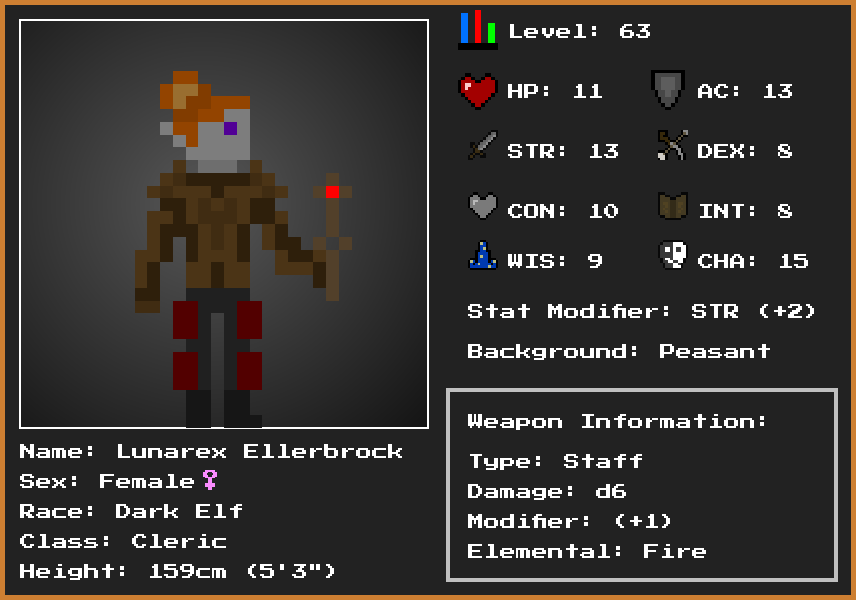 Level: 63
HP: 11 AC: 13
STR: 13 DEX: 8
CON: 10 INT: 8
WIS: 9 CHA: 15
Stat Modifier: STR (+2)
Background: Peasant
Weapon Information:
Type: Staff
Damage: d6
Modifier: (+1)
Elemental: Fire
Name: Lunarex Ellerbrock
Sex: Female♀
Race: Dark Elf
Class: Cleric
Height: 159cm (5'3")